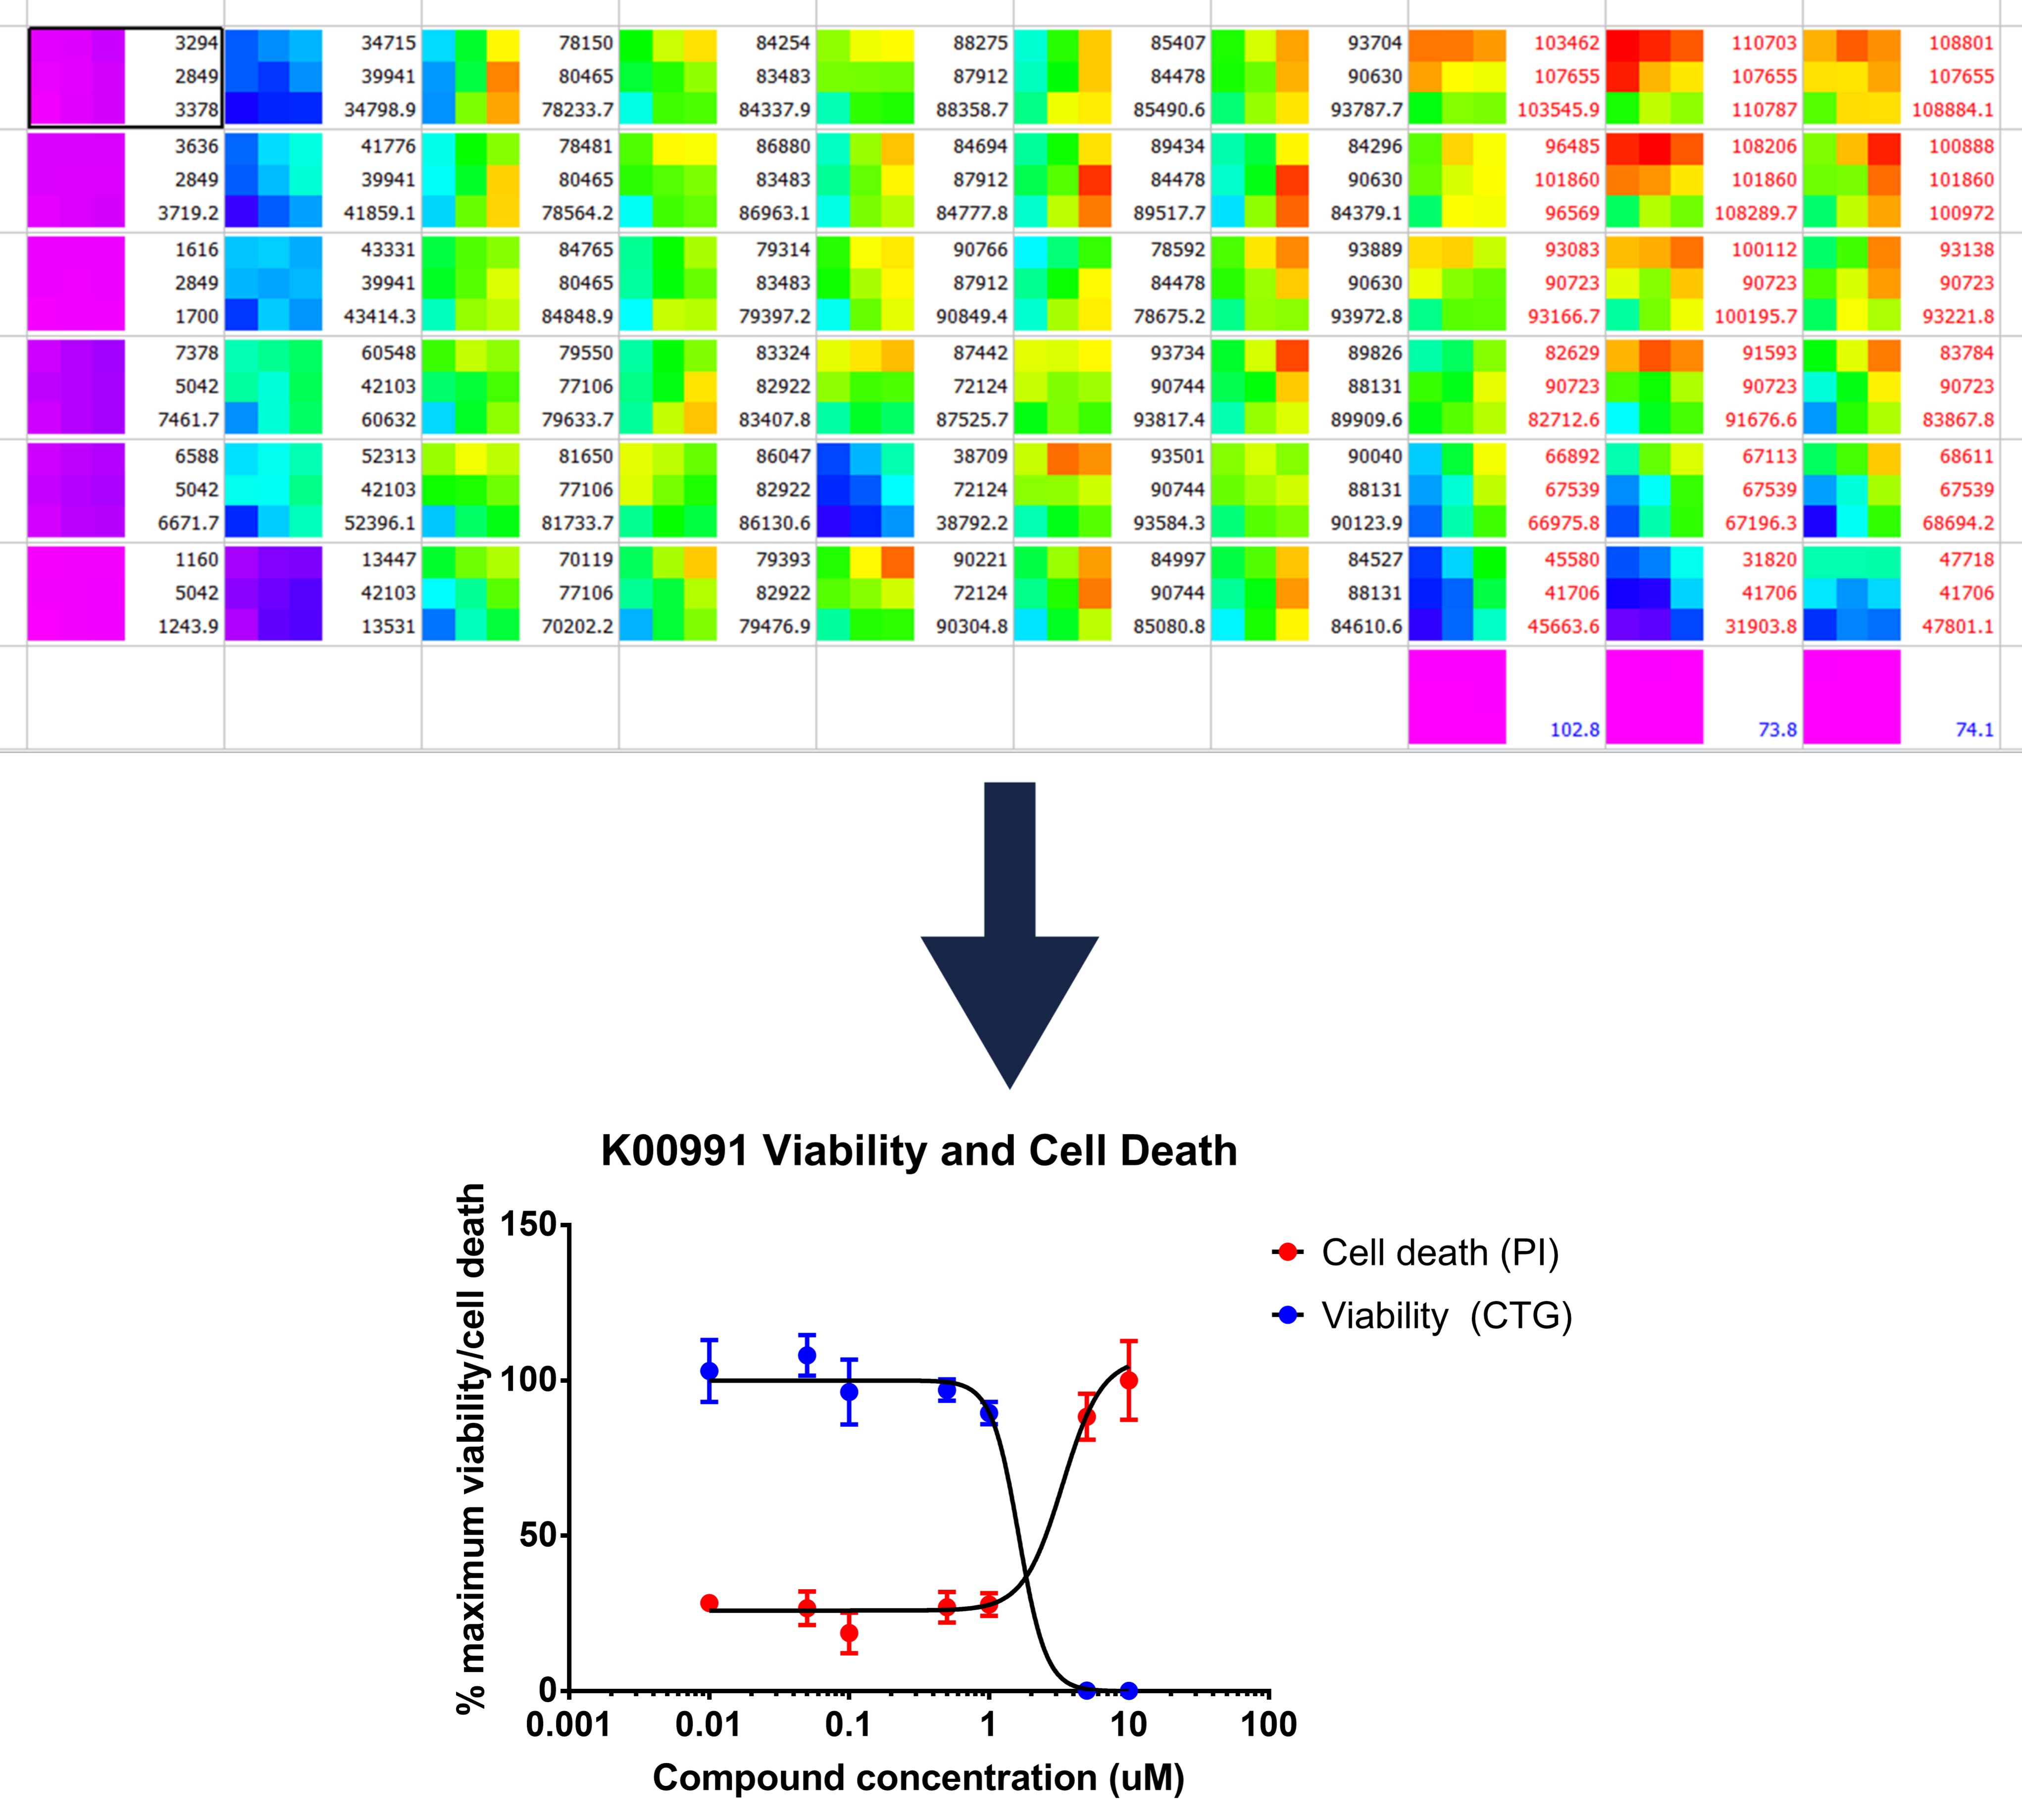 3294 34715 78150 84254 88275 85407 93704 103462 110703 108801
2849 39941 80465 83483 87912 84478 90630 107655 107655 107655
3378 34798.9 78233.7 84337.9 88358.7 85490.6 93787.7 103545.9 110787 108884.1
3636 41776 78481 86880 84694 89434 84296 96485 108206 100888
2849 39941 80465 83483 87912 84478 90630 101860 101860 101860
3719.2 41859.1 78564.2 86963.1 84777.8 89517.7 84379.1 96569 108289.7 100972
1616 43331 84765 79314 90766 78592 93889 93083 100112 93138
2849 39941 80465 83483 87912 84478 90630 90723 90723 90723
1700 43414.3 84848.9 79397.2 90849.4 78675.2 93972.8 93166.7 100195.7 93221.8
7378 60548 79550 83324 87442 93734 89826 82629 91593 83784
5042 42103 77106 82922 72124 90744 88131 90723 90723 90723
7461.7 60632 79633.7 83407.8 87525.7 93817.4 89909.6 82712.6 91676.6 83867.8
6588 52313 81650 86047 38709 93501 90040 66892 67113 68611
5042 42103 77106 82922 72124 90744 88131 67539 67539 67539
6671.7 52396.1 81733.7 86130.6 38792.2 93584.3 90123.9 66975.8 67196.3 68694.2
1160 13447 70119 79393 90221 84997 84527 45580 31820 47718
5042 42103 77106 82922 72124 90744 88131 41706 41706 41706
1243.9 13531 70202.2 79476.9 90304.8 85080.8 84610.6 45663.6 31903.8 47801.1
102.8 73.8 74.1
K00991 Viability and Cell Death
% maximum viability/cell death
150
100
50
0
0.001 0.01 0.1 1 10 100
Compound concentration (uM)
Cell death (PI)
Viability (CTG)